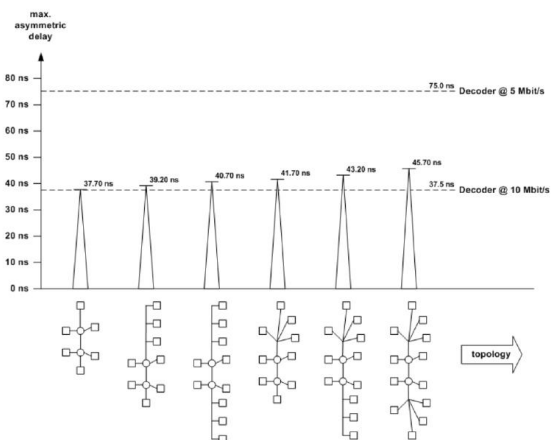 max.
asymmetric
delay
80 ns
75.0 ns
Decoder @ 5 Mbit/s
70 ns
60 ns
50 ns
45.70 ns
43.20 ns
41.70 ns
40.70 ns
39.20 ns
37.70 ns
40 ns
37.5 ns
Decoder @ 10 Mbit/s
30 ns
20 ns
10 ns
0 ns
topology